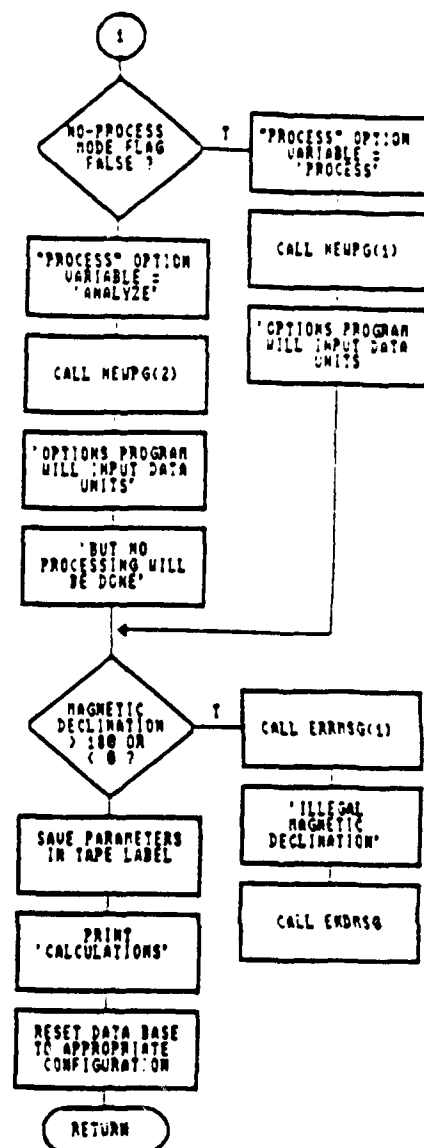 1
NO-PROCESS
MODE FLAG
FALSE ?
T
"PROCESS" OPTION
VARIABLE =
'PROCESS'
CALL NEWPG(1)
'OPTIONS PROGRAM
WILL INPUT DATA
UNITS
"PROCESS" OPTION
VARIABLE =
'ANALYZE'
CALL NEWPG(2)
'OPTIONS PROGRAM
WILL INPUT DATA
UNITS'
'BUT NO
PROCESSING WILL
BE DONE'
MAGNETIC
DECLINATION
> 180 OR
< 0 ?
T
CALL ERRMSG(1)
'ILLEGAL
MAGNETIC
DECLINATION'
CALL ENDMSG
SAVE PARAMETERS
IN TAPE LABEL
PRINT
'CALCULATIONS'
RESET DATA BASE
TO APPROPRIATE
CONFIGURATION
RETURN